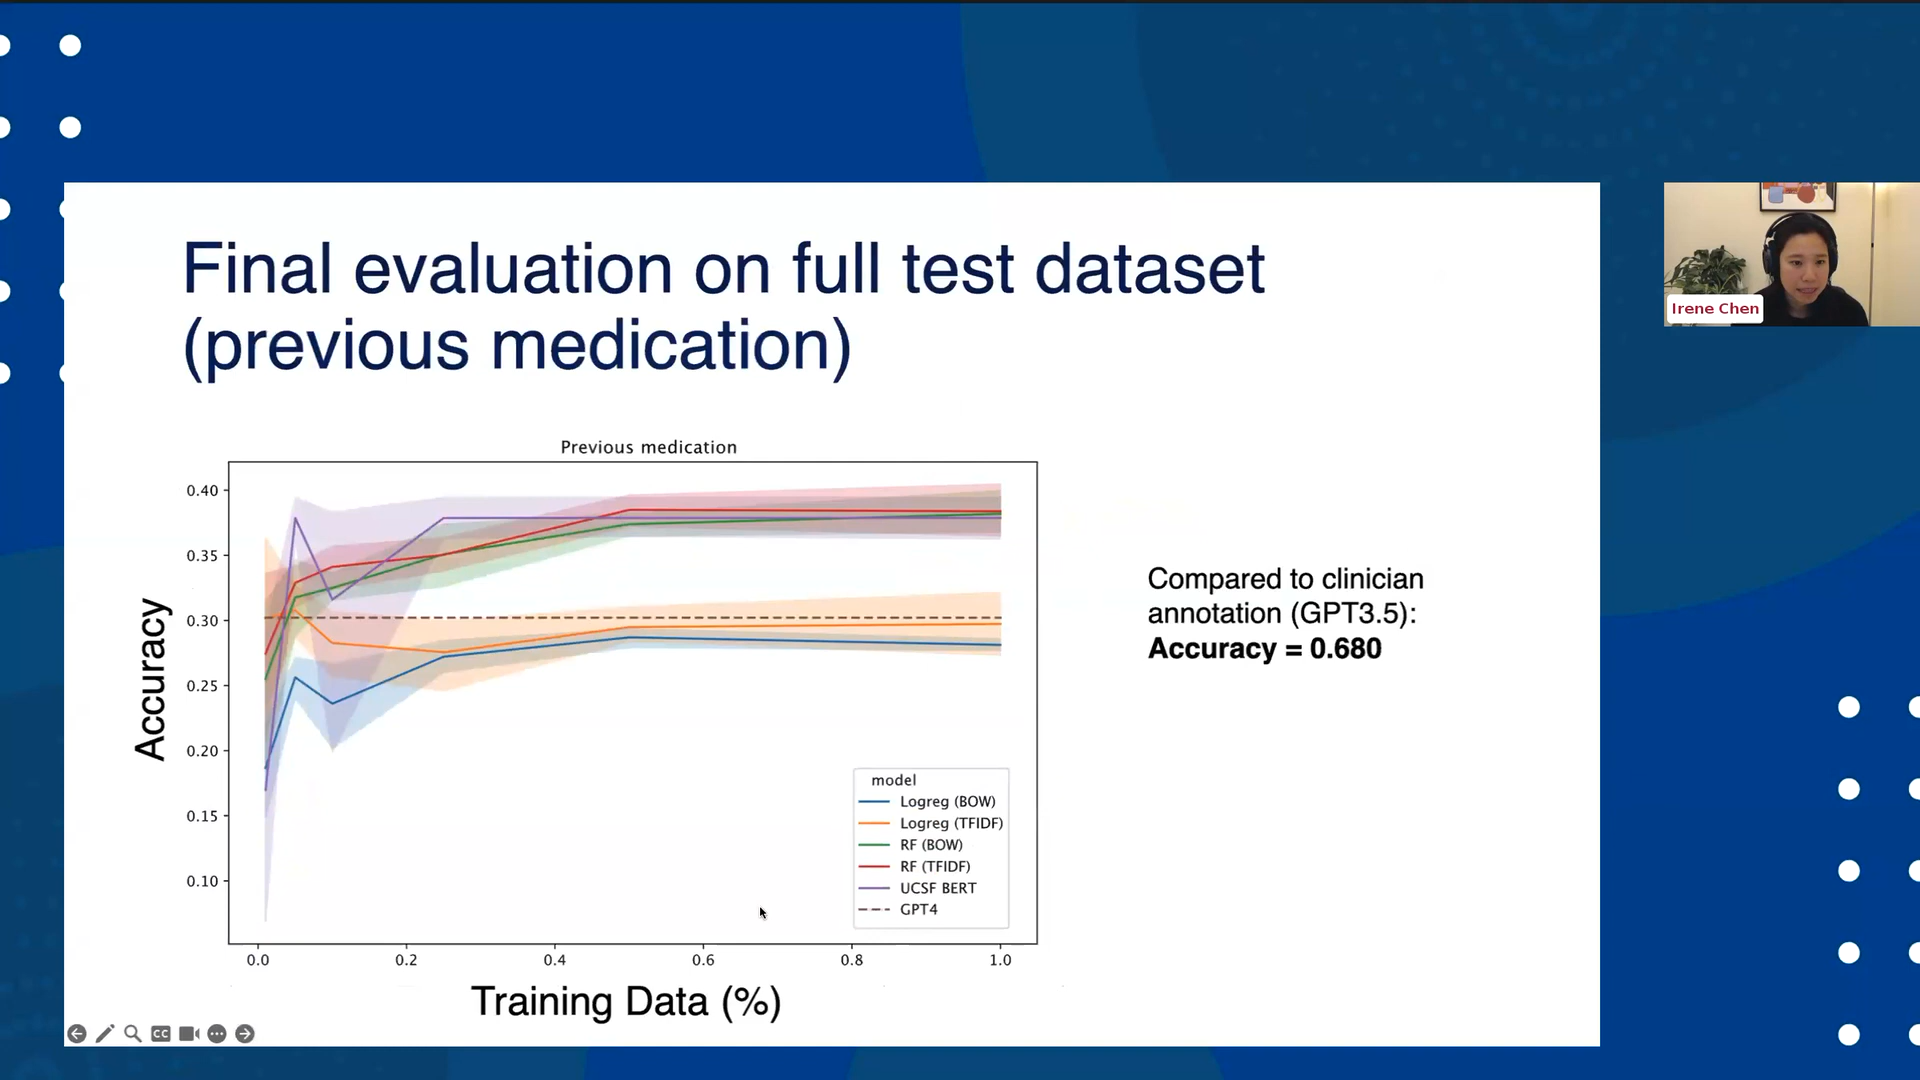 Final evaluation on full test dataset
(previous medication)
Irene Chen
Previous medication
0.40
0.35
0.30
0.25
0.20
0.15
0.10
Accuracy
0.0
0.2
0.4
0.6
0.8
1.0
Training Data (%)
model
Logreg (BOW)
Logreg (TFIDF)
RF (BOW)
RF (TFIDF)
UCSF BERT
GPT4
Compared to clinician
annotation (GPT3.5):
Accuracy = 0.680
CC